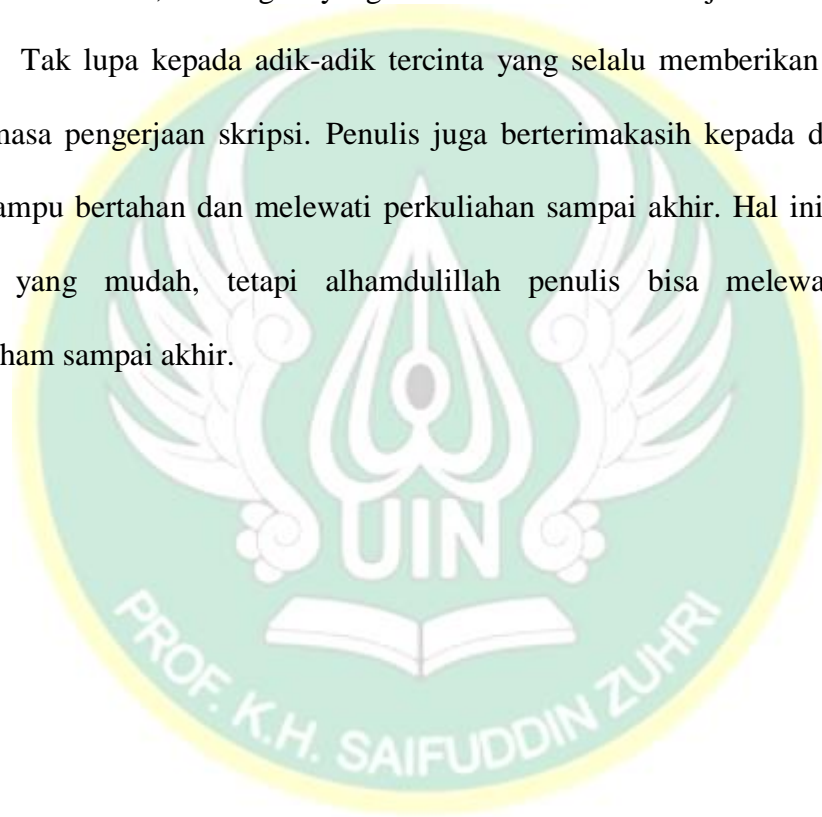 Tak lupa kepada adik-adik tercinta yang selalu memberikan
masa pengerjaan skripsi. Penulis juga berterimakasih kepada d
ampu bertahan dan melewati perkuliahan sampai akhir. Hal ini
yang mudah, tetapi alhamdulillah penulis bisa melewa
ham sampai akhir.
UIN
PROF. K.H. SAIFUDDIN ZUHRI